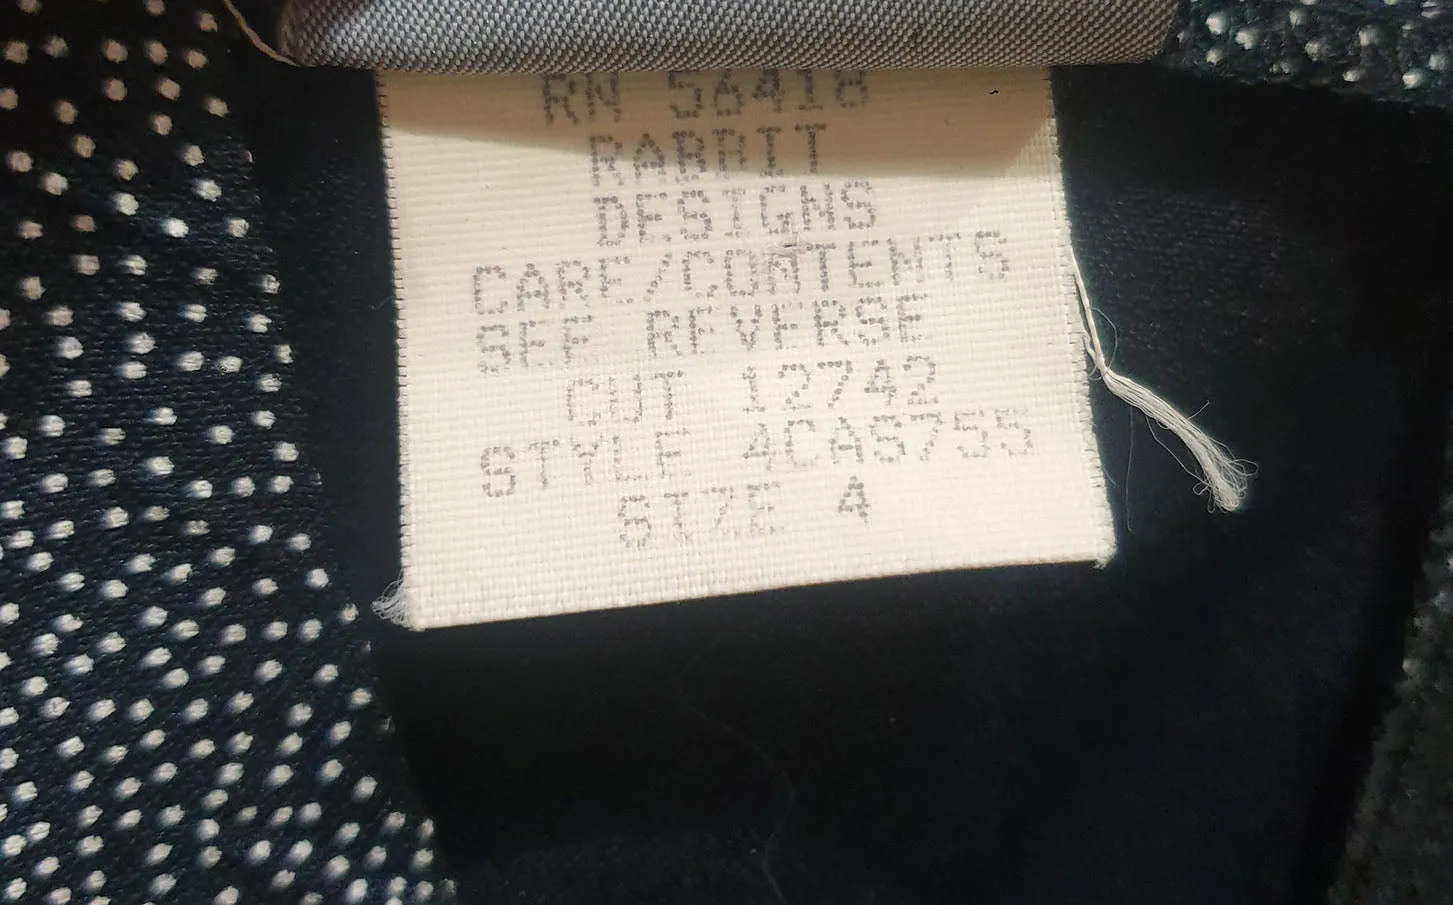 RN 56418
RABBIT
DESIGNS
CARE/CONTENTS
SEE REVERSE
CUT# 12742
STYLE 4CAS755
SIZE 4